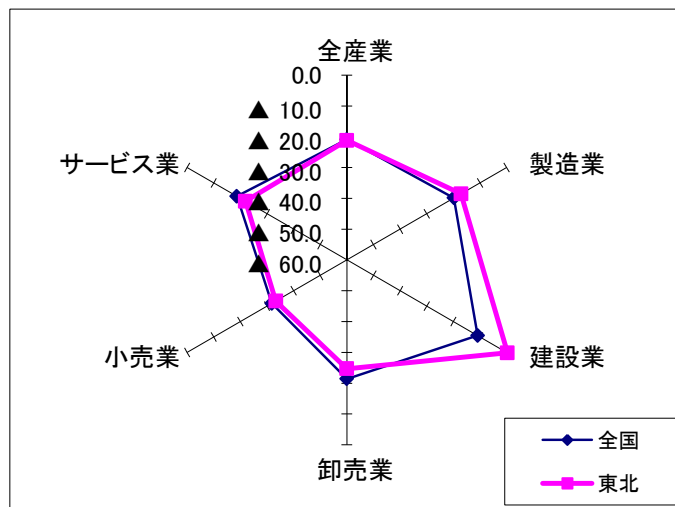 全産業
0.0
▲ 10.0
▲ 20.0
▲ 30.0
▲ 40.0
▲ 50.0
▲ 60.0
サービス業
製造業
小売業
建設業
卸売業
全国
東北